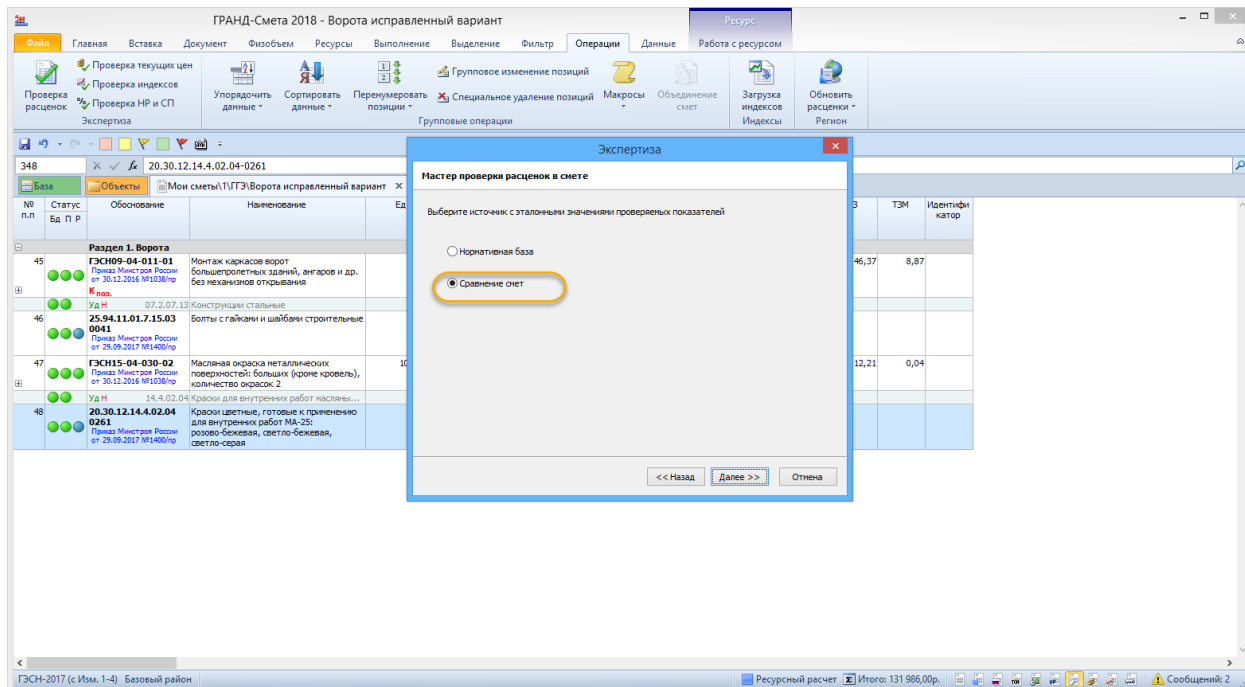 ГРАНД-Смета 2018 - Ворота исправленный вариант
Ресурс
Файл Главная Вставка Документ Физобъем Ресурсы Выполнение Выделение Фильтр Операции Данные Работа с ресурсом
Проверка расценок
Проверка текущих цен
Проверка индексов
Проверка НР и СП
Экспертиза
Упорядочить данные
Сортировать данные
Перенумеровать позиции
Групповое изменение позиций
Специальное удаление позиций
Макросы
Объединение смет
Групповые операции
Загрузка индексов
Индексы
Обновить расценки
Регион
348 fx 20.30.12.14.4.02.04-0261
База Объекты Мои сметы\1\ГГЭ\Ворота исправленный вариант
№ п.п
Статус
Бд П Р
Обоснование
Наименование
Ед
З
ТЗМ
Идентифи
катор
Раздел 1. Ворота
45
ГЭСН09-04-011-01
Приказ Минстроя России
от 30.12.2016 №1038/пр
К поз.
Монтаж каркасов ворот
большепролетных зданий, ангаров и др.
без механизмов открывания
46,37 8,87
Уд Н 07.2.07.13 Конструкции стальные
46
25.94.11.01.7.15.03
0041
Приказ Минстроя России
от 29.09.2017 №1400/пр
Болты с гайками и шайбами строительные
47
ГЭСН15-04-030-02
Приказ Минстроя России
от 30.12.2016 №1038/пр
Масляная окраска металлических
поверхностей: больших (кроме кровель),
количество окрасок 2
10
12,21 0,04
Уд Н 14.4.02.04 Краски для внутренних работ масляны...
48
20.30.12.14.4.02.04
0261
Приказ Минстроя России
от 29.09.2017 №1400/пр
Краски цветные, готовые к применению
для внутренних работ МА-25:
розово-бежевая, светло-бежевая,
светло-серая
Экспертиза
Мастер проверки расценок в смете
Выберите источник с эталонными значениями проверяемых показателей
Нормативная база
Сравнение смет
<< Назад Далее >> Отмена
ГЭСН-2017 (с Изм. 1-4) Базовый район
Ресурсный расчет Итого: 131 986,00р.
Сообщений: 2